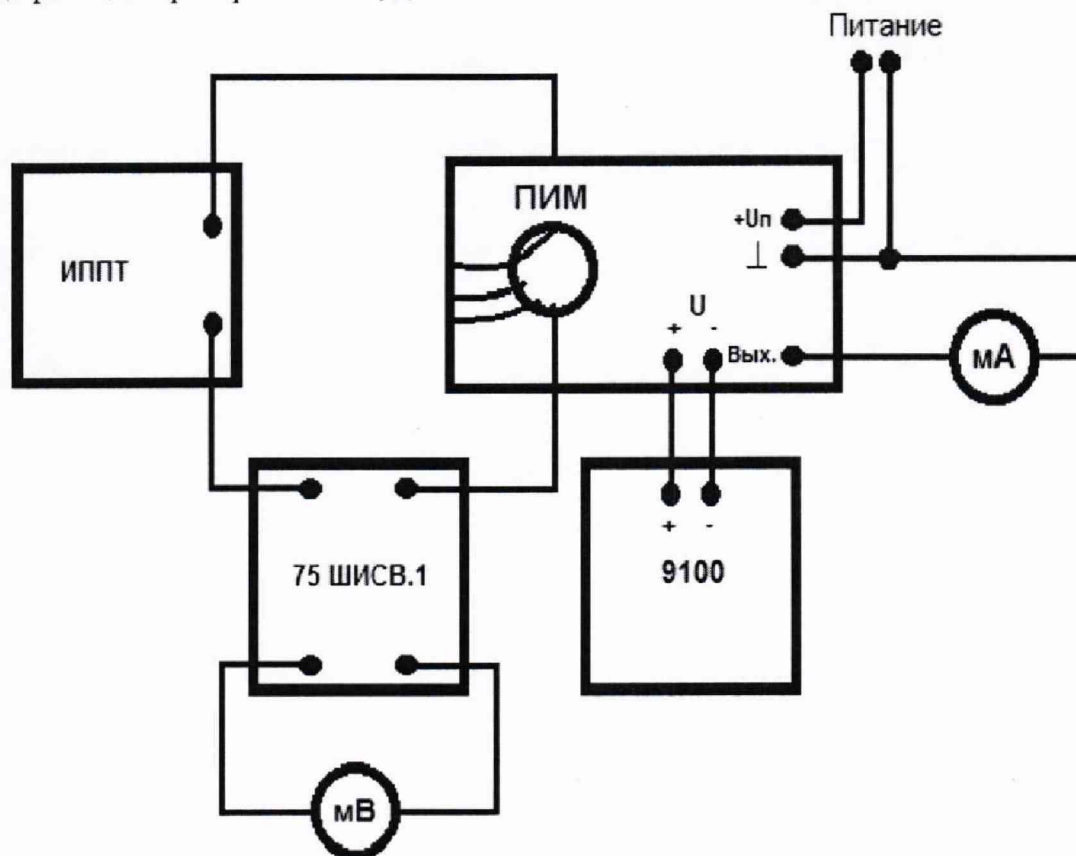 Питание
ПИМ
+Uп
⊥
ИППТ
U
+ -
Вых.
мА
+ -
75 ШИСВ.1
9100
мВ